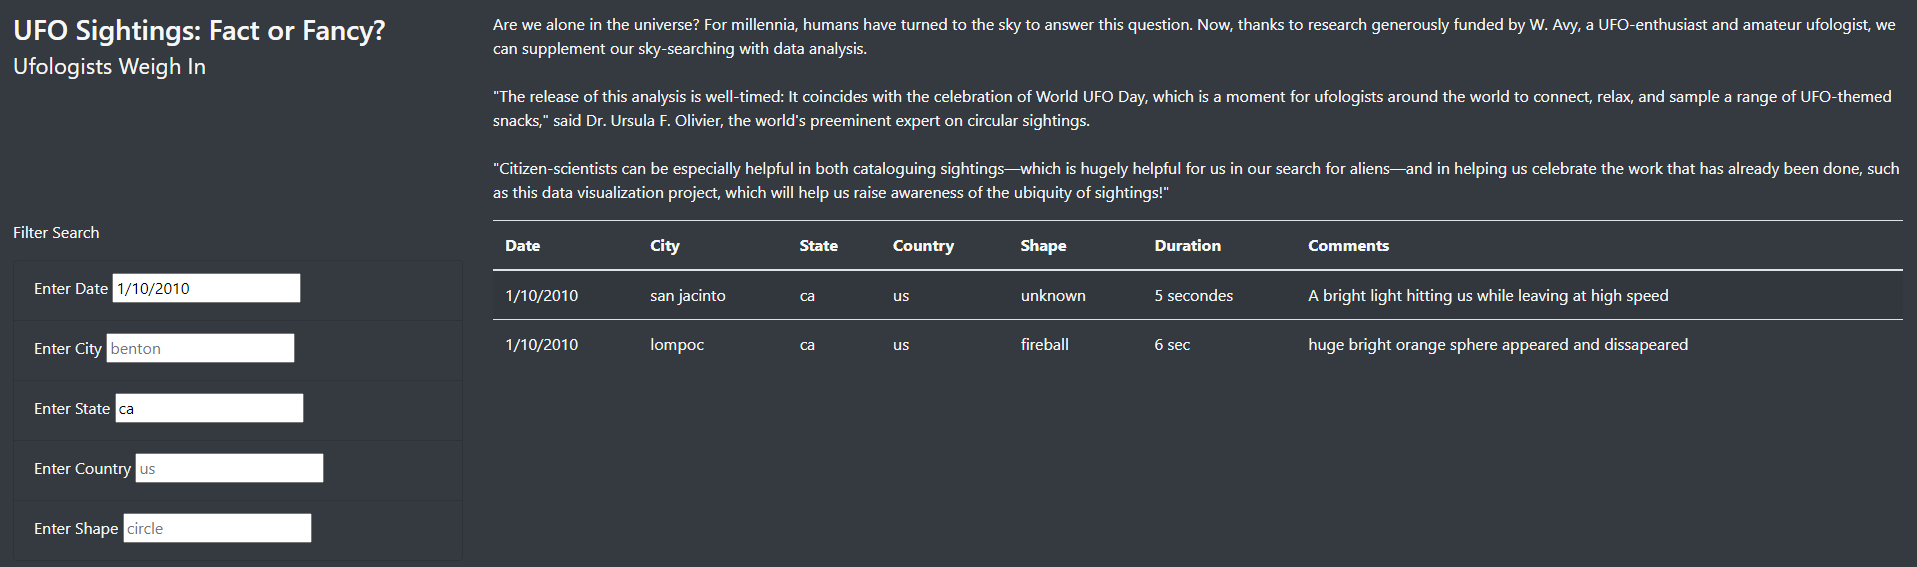 UFO Sightings: Fact or Fancy?
Ufologists Weigh In
Are we alone in the universe? For millennia, humans have turned to the sky to answer this question. Now, thanks to research generously funded by W. Avy, a UFO-enthusiast and amateur ufologist, we
can supplement our sky-searching with data analysis.
"The release of this analysis is well-timed: It coincides with the celebration of World UFO Day, which is a moment for ufologists around the world to connect, relax, and sample a range of UFO-themed
snacks," said Dr. Ursula F. Olivier, the world's preeminent expert on circular sightings.
"Citizen-scientists can be especially helpful in both cataloguing sightings—which is hugely helpful for us in our search for aliens—and in helping us celebrate the work that has already been done, such
as this data visualization project, which will help us raise awareness of the ubiquity of sightings!"
Filter Search
Enter Date 1/10/2010
Enter City benton
Enter State ca
Enter Country us
Enter Shape circle
Date City State Country Shape Duration Comments
1/10/2010 san jacinto ca us unknown 5 secondes A bright light hitting us while leaving at high speed
1/10/2010 lompoc ca us fireball 6 sec huge bright orange sphere appeared and dissapeared